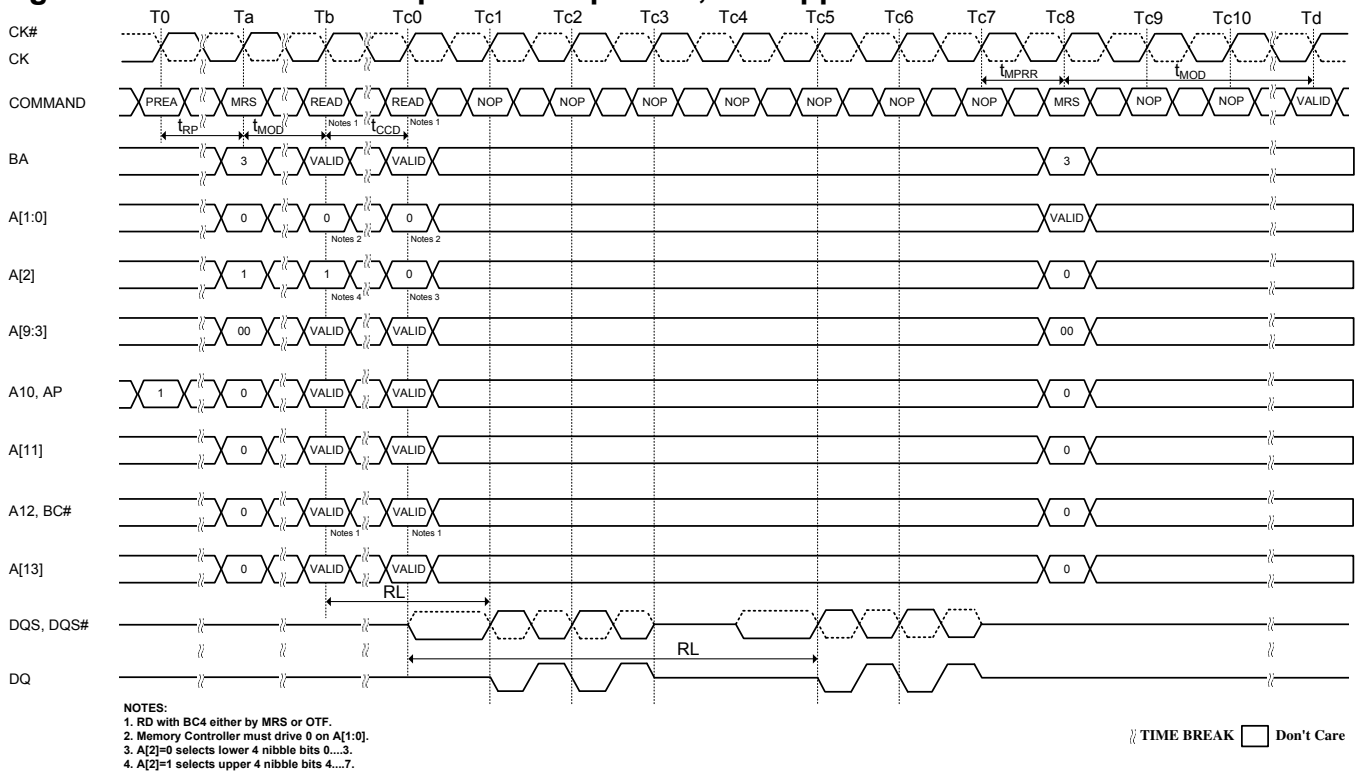 T0 Ta Tb Tc0 Tc1 Tc2 Tc3 Tc4 Tc5 Tc6 Tc7 Tc8 Tc9 Tc10 Td
CK#
CK
tMPRR tMOD
COMMAND PREA MRS READ READ NOP NOP NOP NOP NOP NOP NOP MRS NOP NOP VALID
Notes 1 Notes 1
tRP tMOD tCCD
BA 3 VALID VALID 3
A[1:0] 0 0 0 VALID
Notes 2 Notes 2
A[2] 1 1 0 0
Notes 4 Notes 3
A[9:3] 00 VALID VALID 00
A10, AP 1 0 VALID VALID 0
A[11] 0 VALID VALID 0
A12, BC# 0 VALID VALID 0
Notes 1 Notes 1
A[13] 0 VALID VALID 0
RL
DQS, DQS#
RL
DQ
NOTES:
1. RD with BC4 either by MRS or OTF.
2. Memory Controller must drive 0 on A[1:0].
3. A[2]=0 selects lower 4 nibble bits 0....3.
4. A[2]=1 selects upper 4 nibble bits 4....7.
TIME BREAK Don't Care